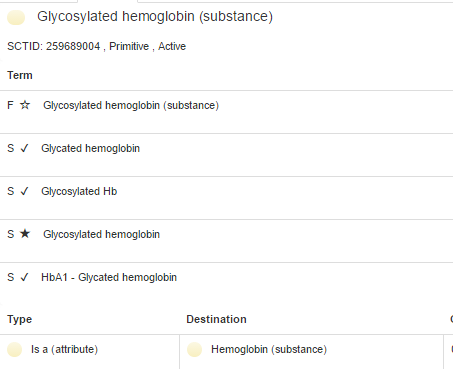 Glycosylated hemoglobin (substance)
SCTID: 259689004 , Primitive , Active
Term
F ☆ Glycosylated hemoglobin (substance)
S ✓ Glycated hemoglobin
S ✓ Glycosylated Hb
S ★ Glycosylated hemoglobin
S ✓ HbA1 - Glycated hemoglobin
Type Destination
Is a (attribute) Hemoglobin (substance)